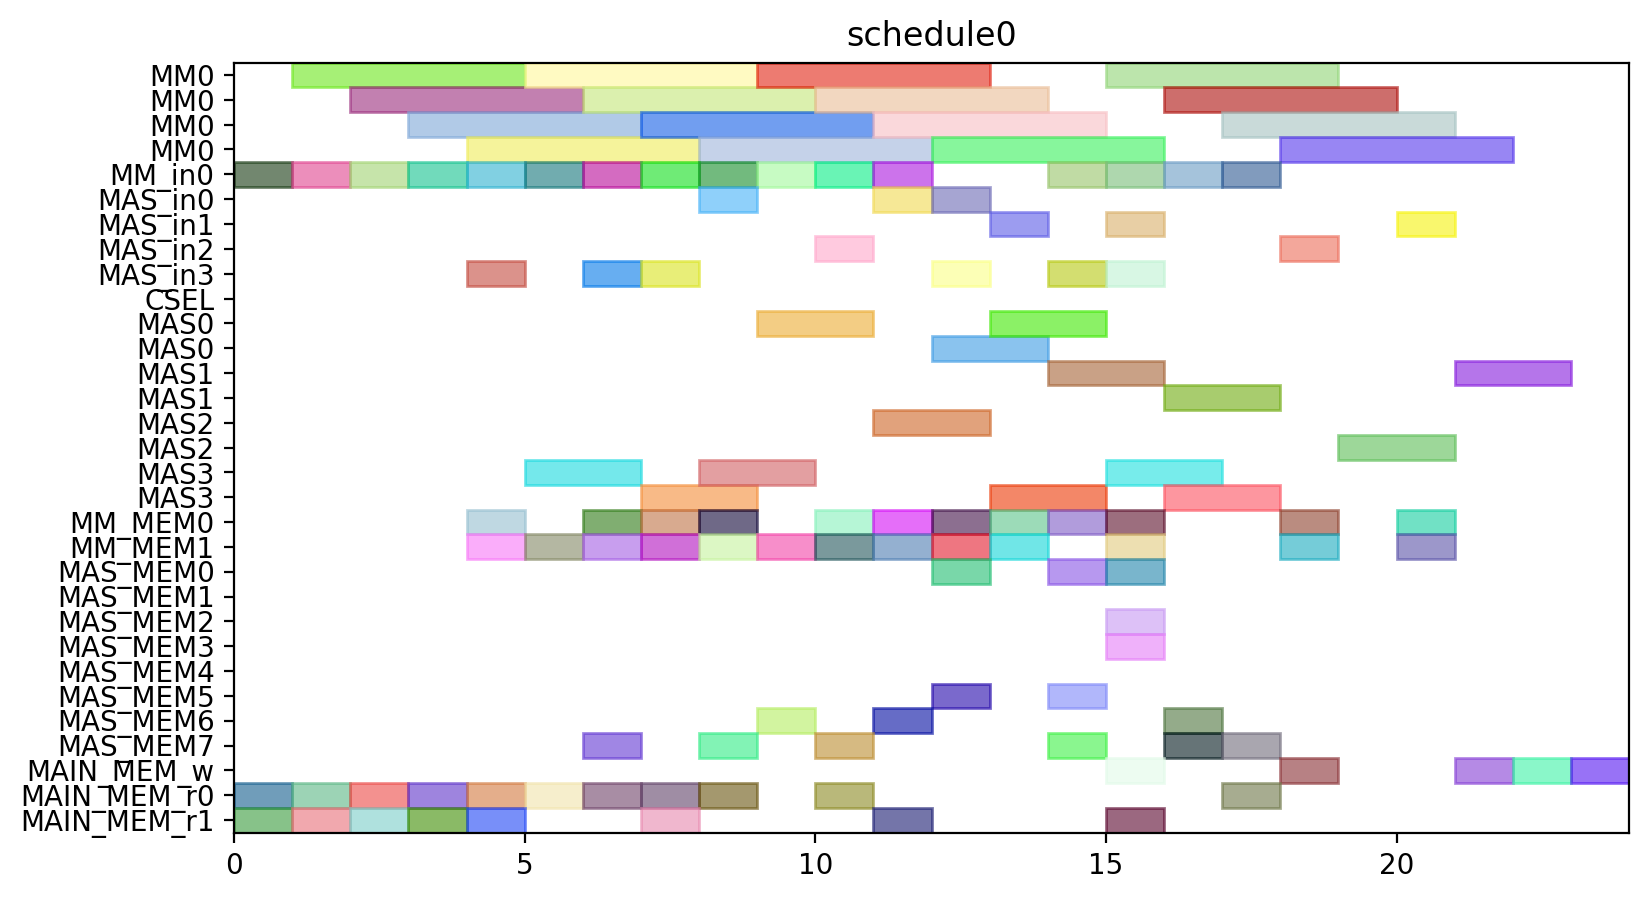 schedule0
MM0
MM0
MM0
MM0
MM_in0
MAS_in0
MAS_in1
MAS_in2
MAS_in3
CSEL
MAS0
MAS0
MAS1
MAS1
MAS2
MAS2
MAS3
MAS3
MM_MEM0
MM_MEM1
MAS_MEM0
MAS_MEM1
MAS_MEM2
MAS_MEM3
MAS_MEM4
MAS_MEM5
MAS_MEM6
MAS_MEM7
MAIN_MEM_w
MAIN_MEM_r0
MAIN_MEM_r1
0 5 10 15 20